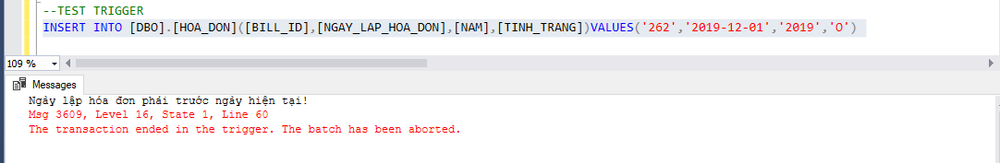 --TEST TRIGGER
INSERT INTO [DBO].[HOA_DON]([BILL_ID],[NGAY_LAP_HOA_DON],[NAM],[TINH_TRANG])VALUES('262','2019-12-01','2019','O')
109 %
Messages
Ngày lập hóa đơn phải trước ngày hiện tại!
Msg 3609, Level 16, State 1, Line 60
The transaction ended in the trigger. The batch has been aborted.